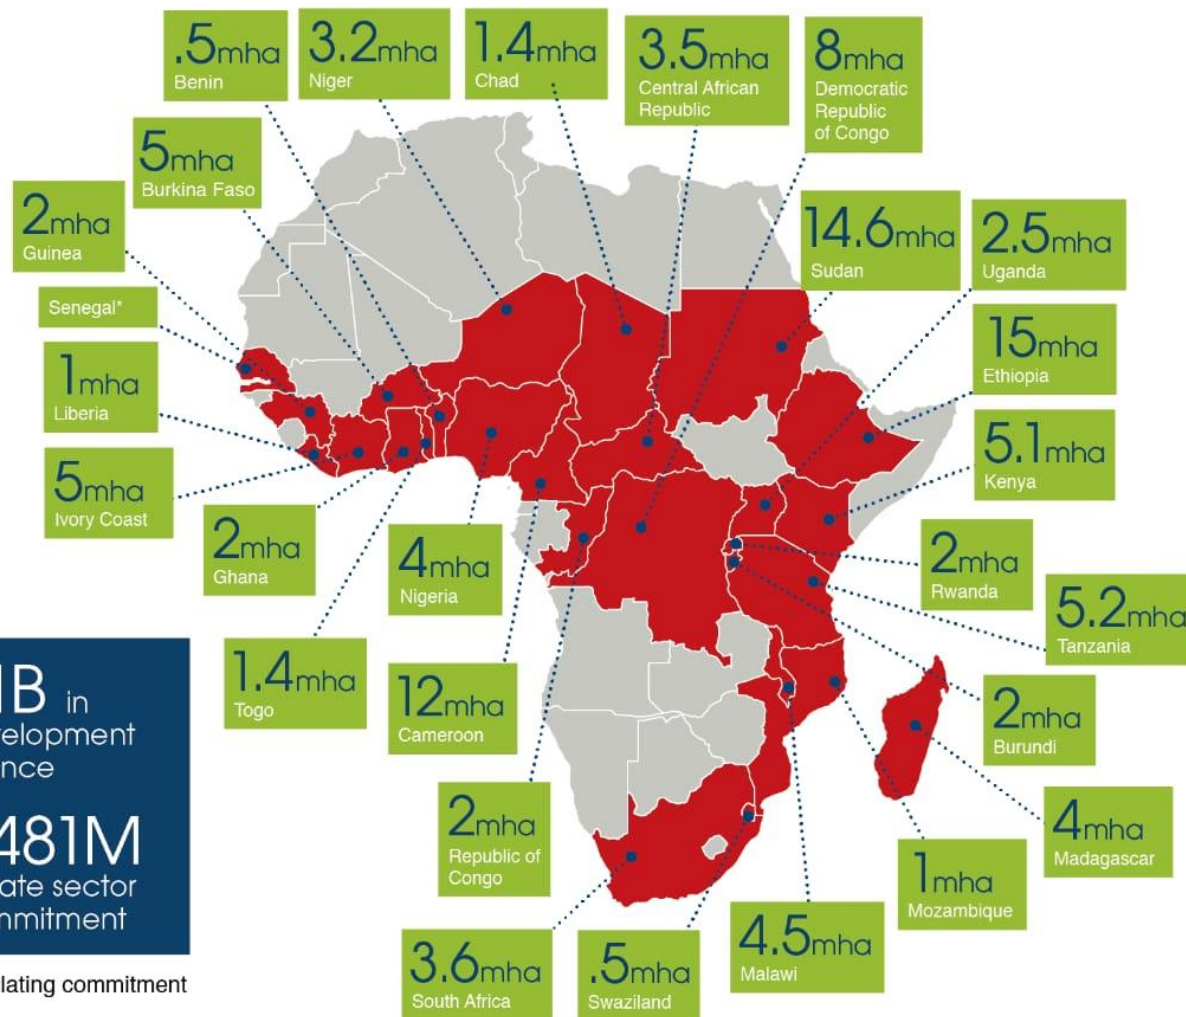 .5mha
Benin
3.2mha
Niger
1.4mha
Chad
3.5mha
Central African
Republic
8mha
Democratic
Republic
of Congo
5mha
Burkina Faso
2mha
Guinea
14.6mha
Sudan
2.5mha
Uganda
Senegal*
15mha
Ethiopia
1mha
Liberia
5.1mha
Kenya
5mha
Ivory Coast
2mha
Ghana
4mha
Nigeria
2mha
Rwanda
5.2mha
Tanzania
1.4mha
Togo
12mha
Cameroon
2mha
Burundi
2mha
Republic of
Congo
4mha
Madagascar
1mha
Mozambique
3.6mha
South Africa
.5mha
Swaziland
4.5mha
Malawi
B in
velopment
nce
481M
ate sector
mmitment
lating commitment